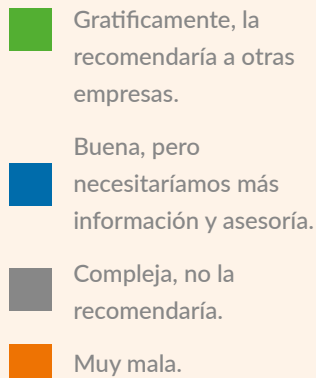 Gratificamente, la
recomendaría a otras
empresas.
Buena, pero
necesitaríamos más
información y asesoría.
Compleja, no la
recomendaría.
Muy mala.